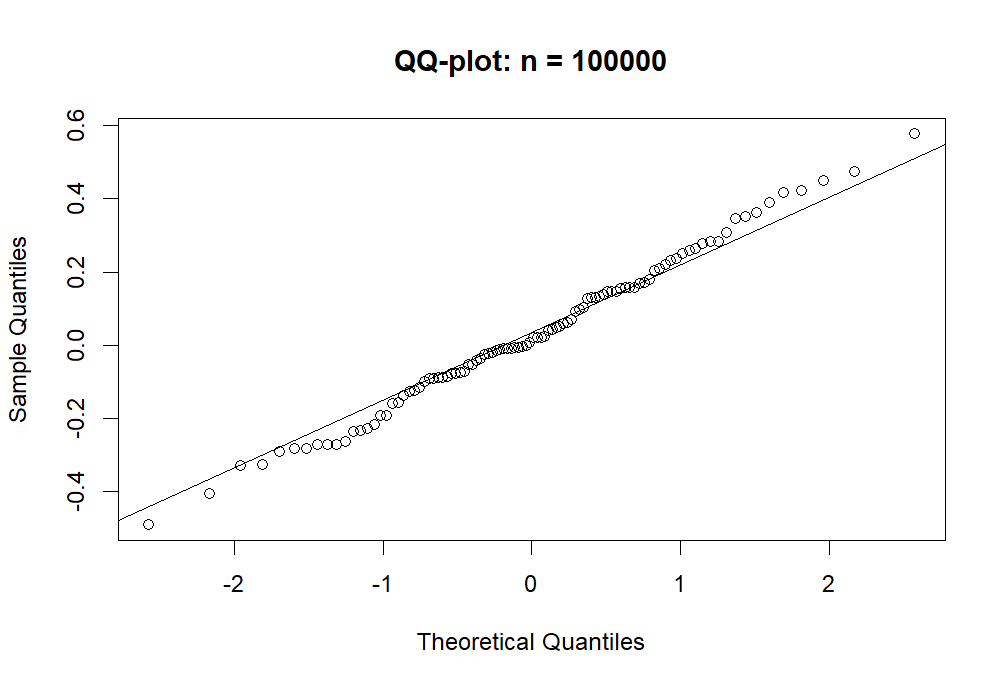 QQ-plot: n = 100000
Sample Quantiles
0.6
0.4
0.2
0.0
-0.2
-0.4
-2 -1 0 1 2
Theoretical Quantiles